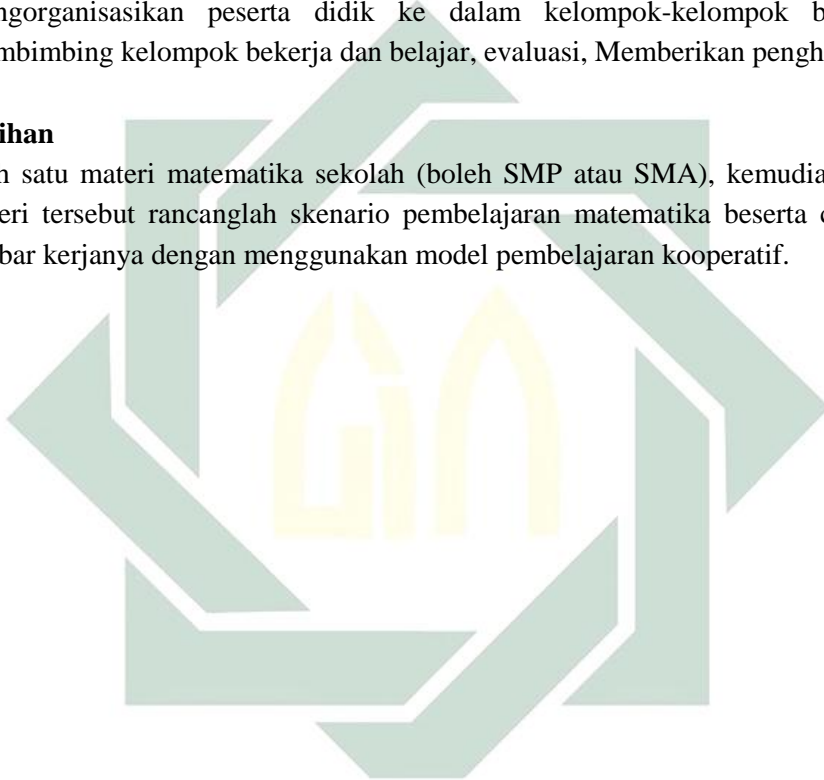 ngorganisasikan peserta didik ke dalam kelompok-kelompok b
mbimbing kelompok bekerja dan belajar, evaluasi, Memberikan pengh
ihan
n satu materi matematika sekolah (boleh SMP atau SMA), kemudia
eri tersebut rancanglah skenario pembelajaran matematika beserta
bar kerjanya dengan menggunakan model pembelajaran kooperatif.